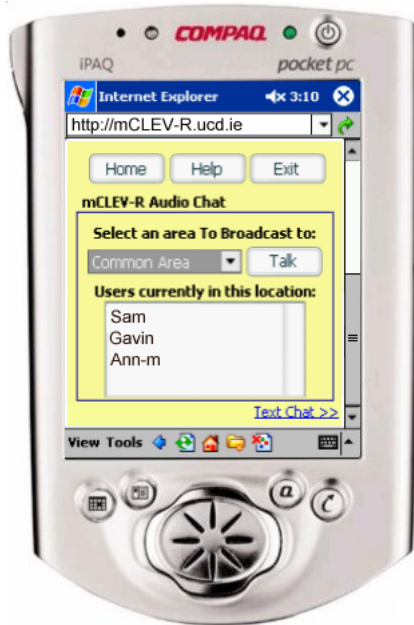 COMPAQ
iPAQ pocket pc
Internet Explorer 3:10
http://mCLEV-R.ucd.ie
Home Help Exit
mCLEV-R Audio Chat
Select an area To Broadcast to:
Common Area Talk
Users currently in this location:
Sam
Gavin
Ann-m
Text Chat >>
View Tools
a